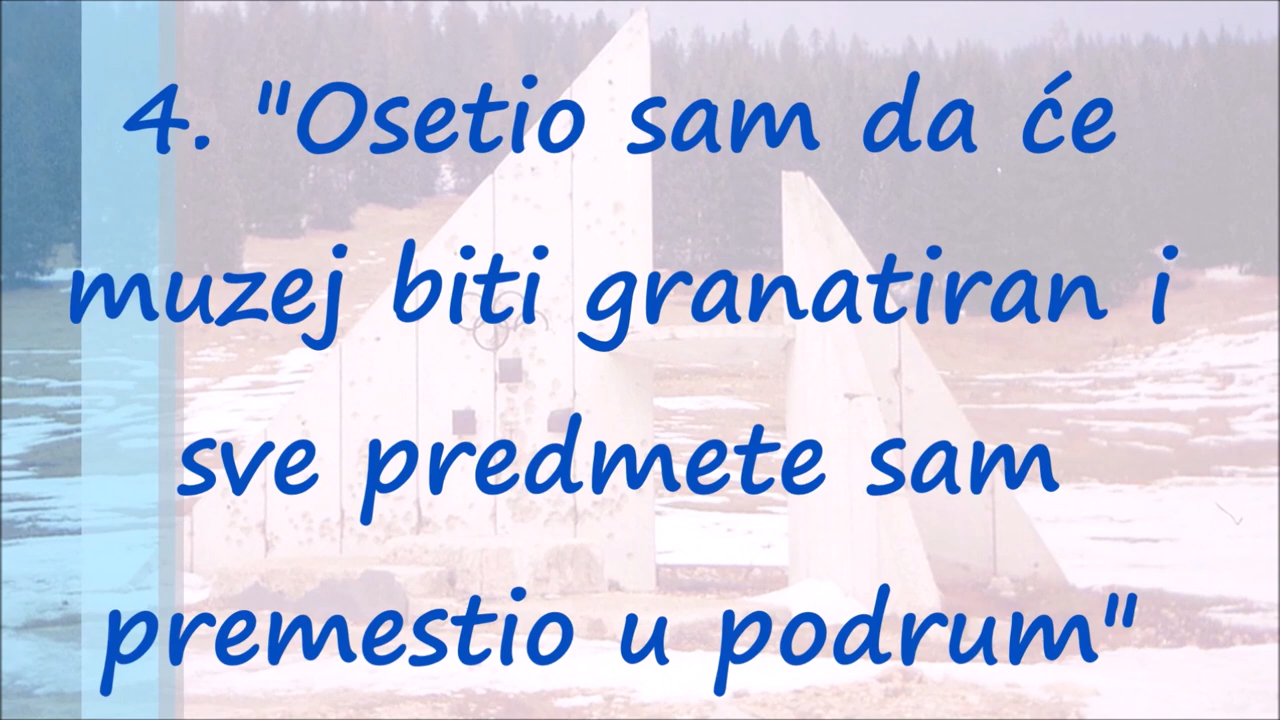 4. "Osetio sam da će
muzej biti granatiran i
sve predmete sam
premestio u podrum"